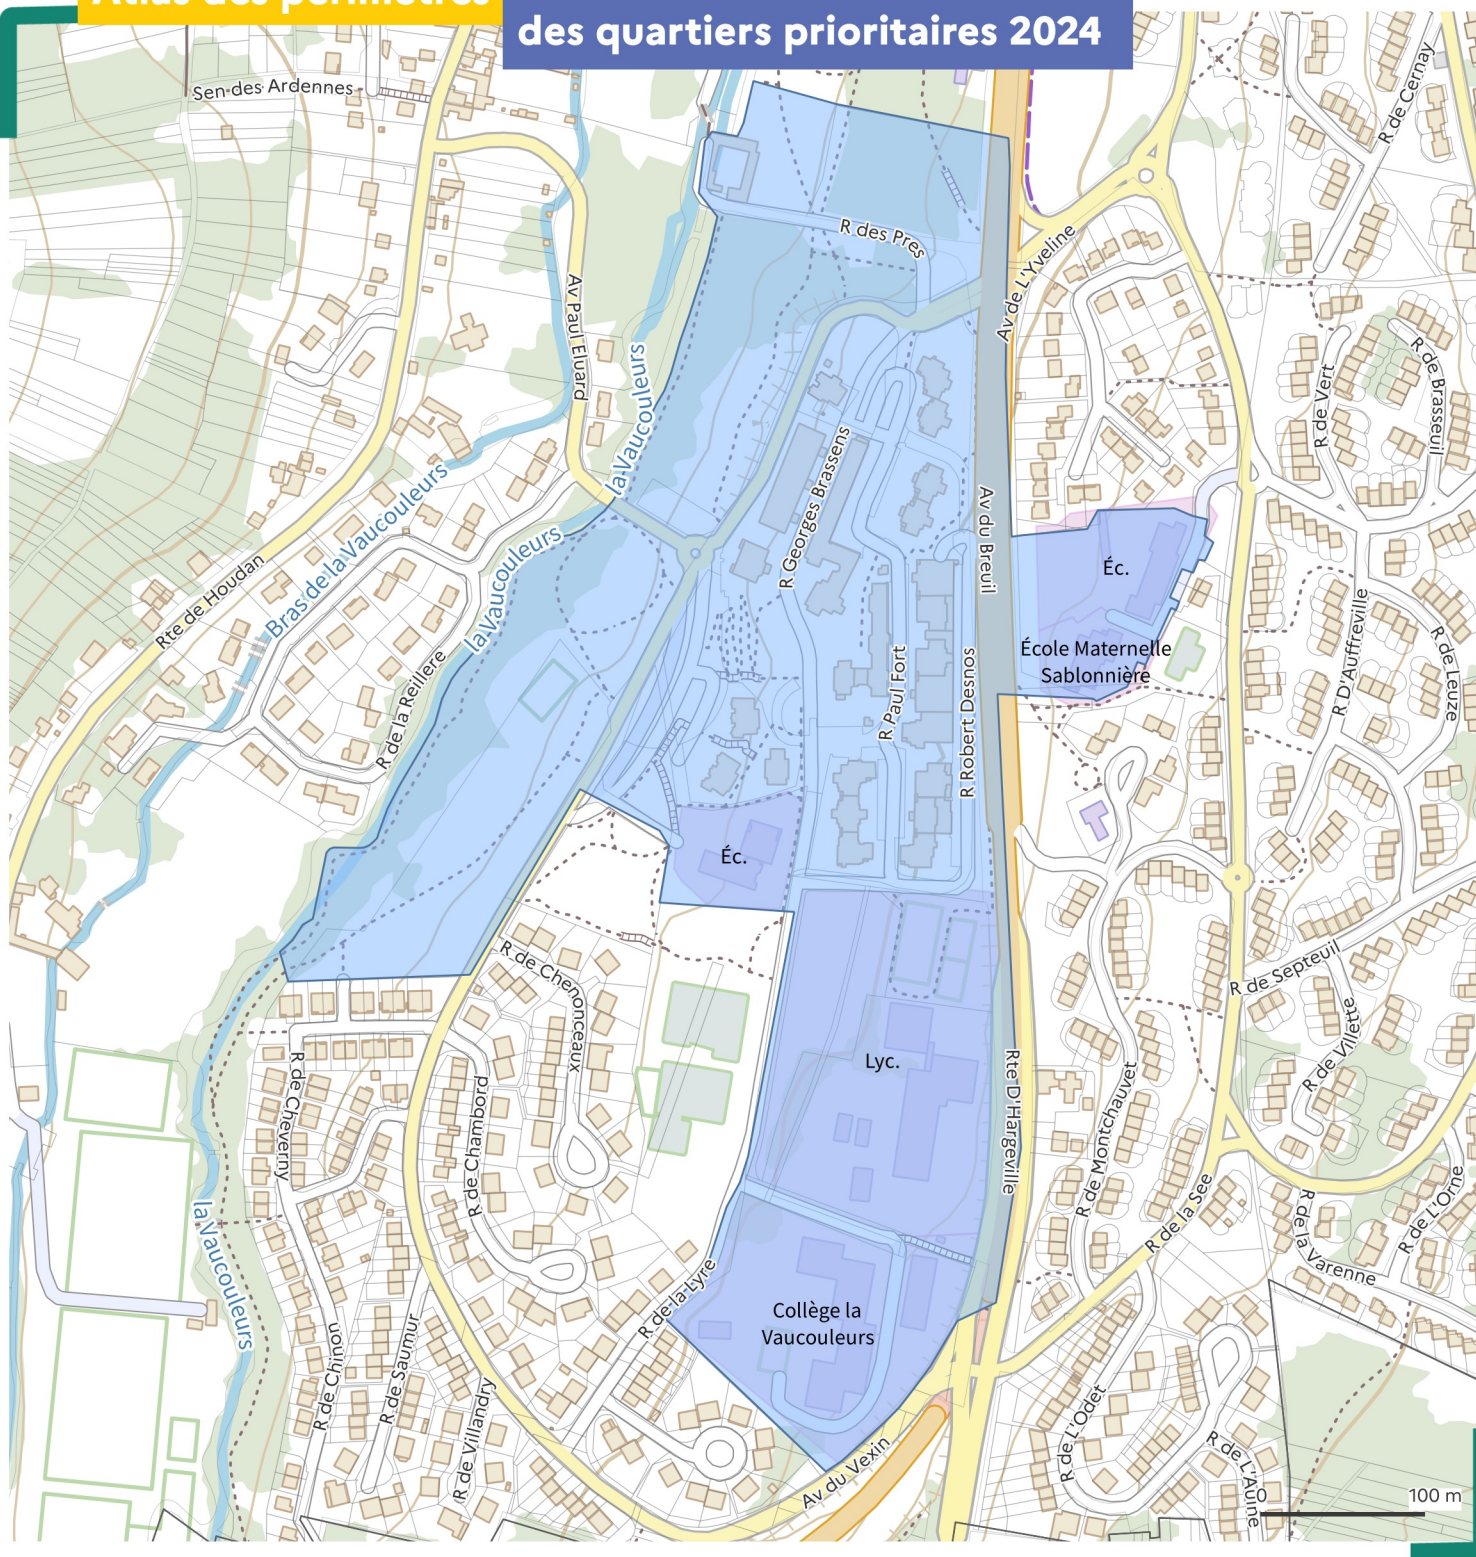 Atlas des périmètres
des quartiers prioritaires 2024
Sen des Ardennes
R de Cernay
R des Pres
Av de L'Yveline
Av Paul Eluard
la Vaucouleurs
R de Vert
R de Brasseuil
R Georges Brassens
Av du Breuil
Bras de la Vaucouleurs
la Vaucouleurs
Rte de Houdan
Éc.
École Maternelle
Sablonnière
R D'Auffreville
R de Leuze
R de la Reillere
R Paul Fort
R Robert Desnos
Éc.
R de Chenonceaux
R de Septeuil
R de Villette
Lyc.
Rte D'Hargeville
R de Montchauvet
R de Cheverny
R de Chambord
R de la See
R de L'Orne
R de la Varenne
la Vaucouleurs
R de la Lyre
Collège la
Vaucouleurs
R de Chinon
R de Saumur
R de Villandry
Av du Vexin
R de L'Odet
R de L'Aulne
0
100 m